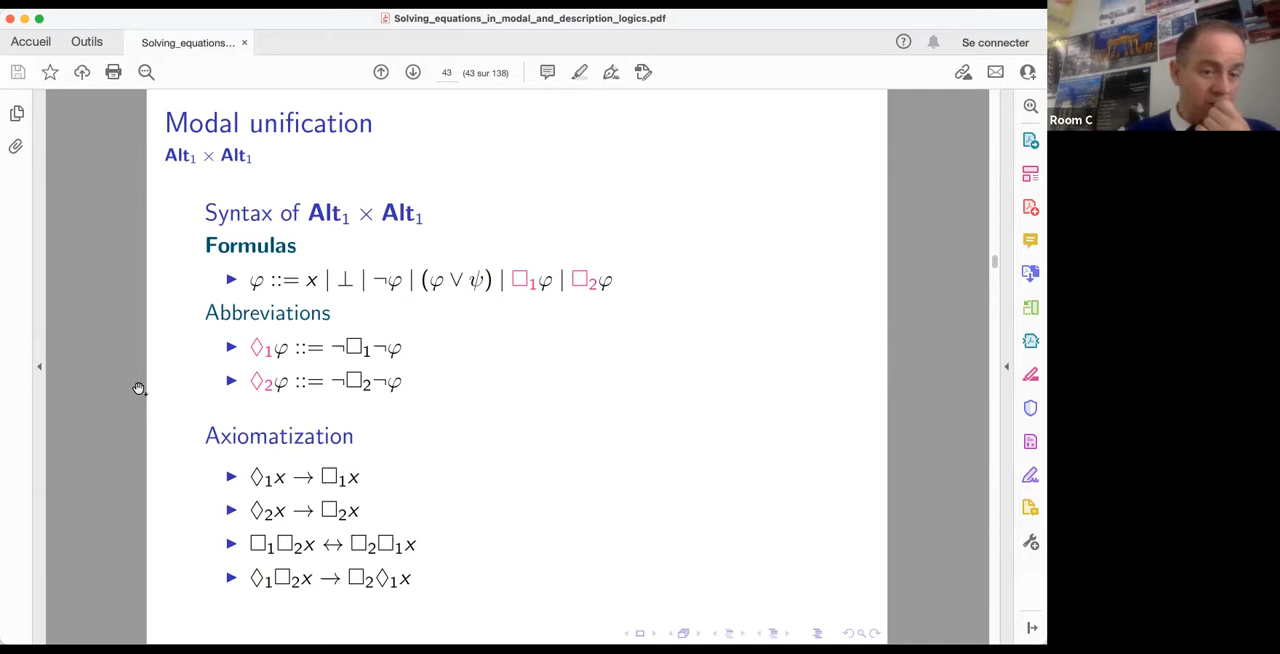 Solving_equations_in_modal_and_description_logics.pdf
Accueil Outils Solving_equations... × Se connecter
43 (43 sur 138)
Room C
Modal unification
Alt₁ × Alt₁
Syntax of Alt₁ × Alt₁
Formulas
▶ φ ::= x | ⊥ | ¬φ | (φ ∨ ψ) | □₁φ | □₂φ
Abbreviations
▶ ◇₁φ ::= ¬□₁¬φ
▶ ◇₂φ ::= ¬□₂¬φ
Axiomatization
▶ ◇₁x → □₁x
▶ ◇₂x → □₂x
▶ □₁□₂x ↔ □₂□₁x
▶ ◇₁□₂x → □₂◇₁x